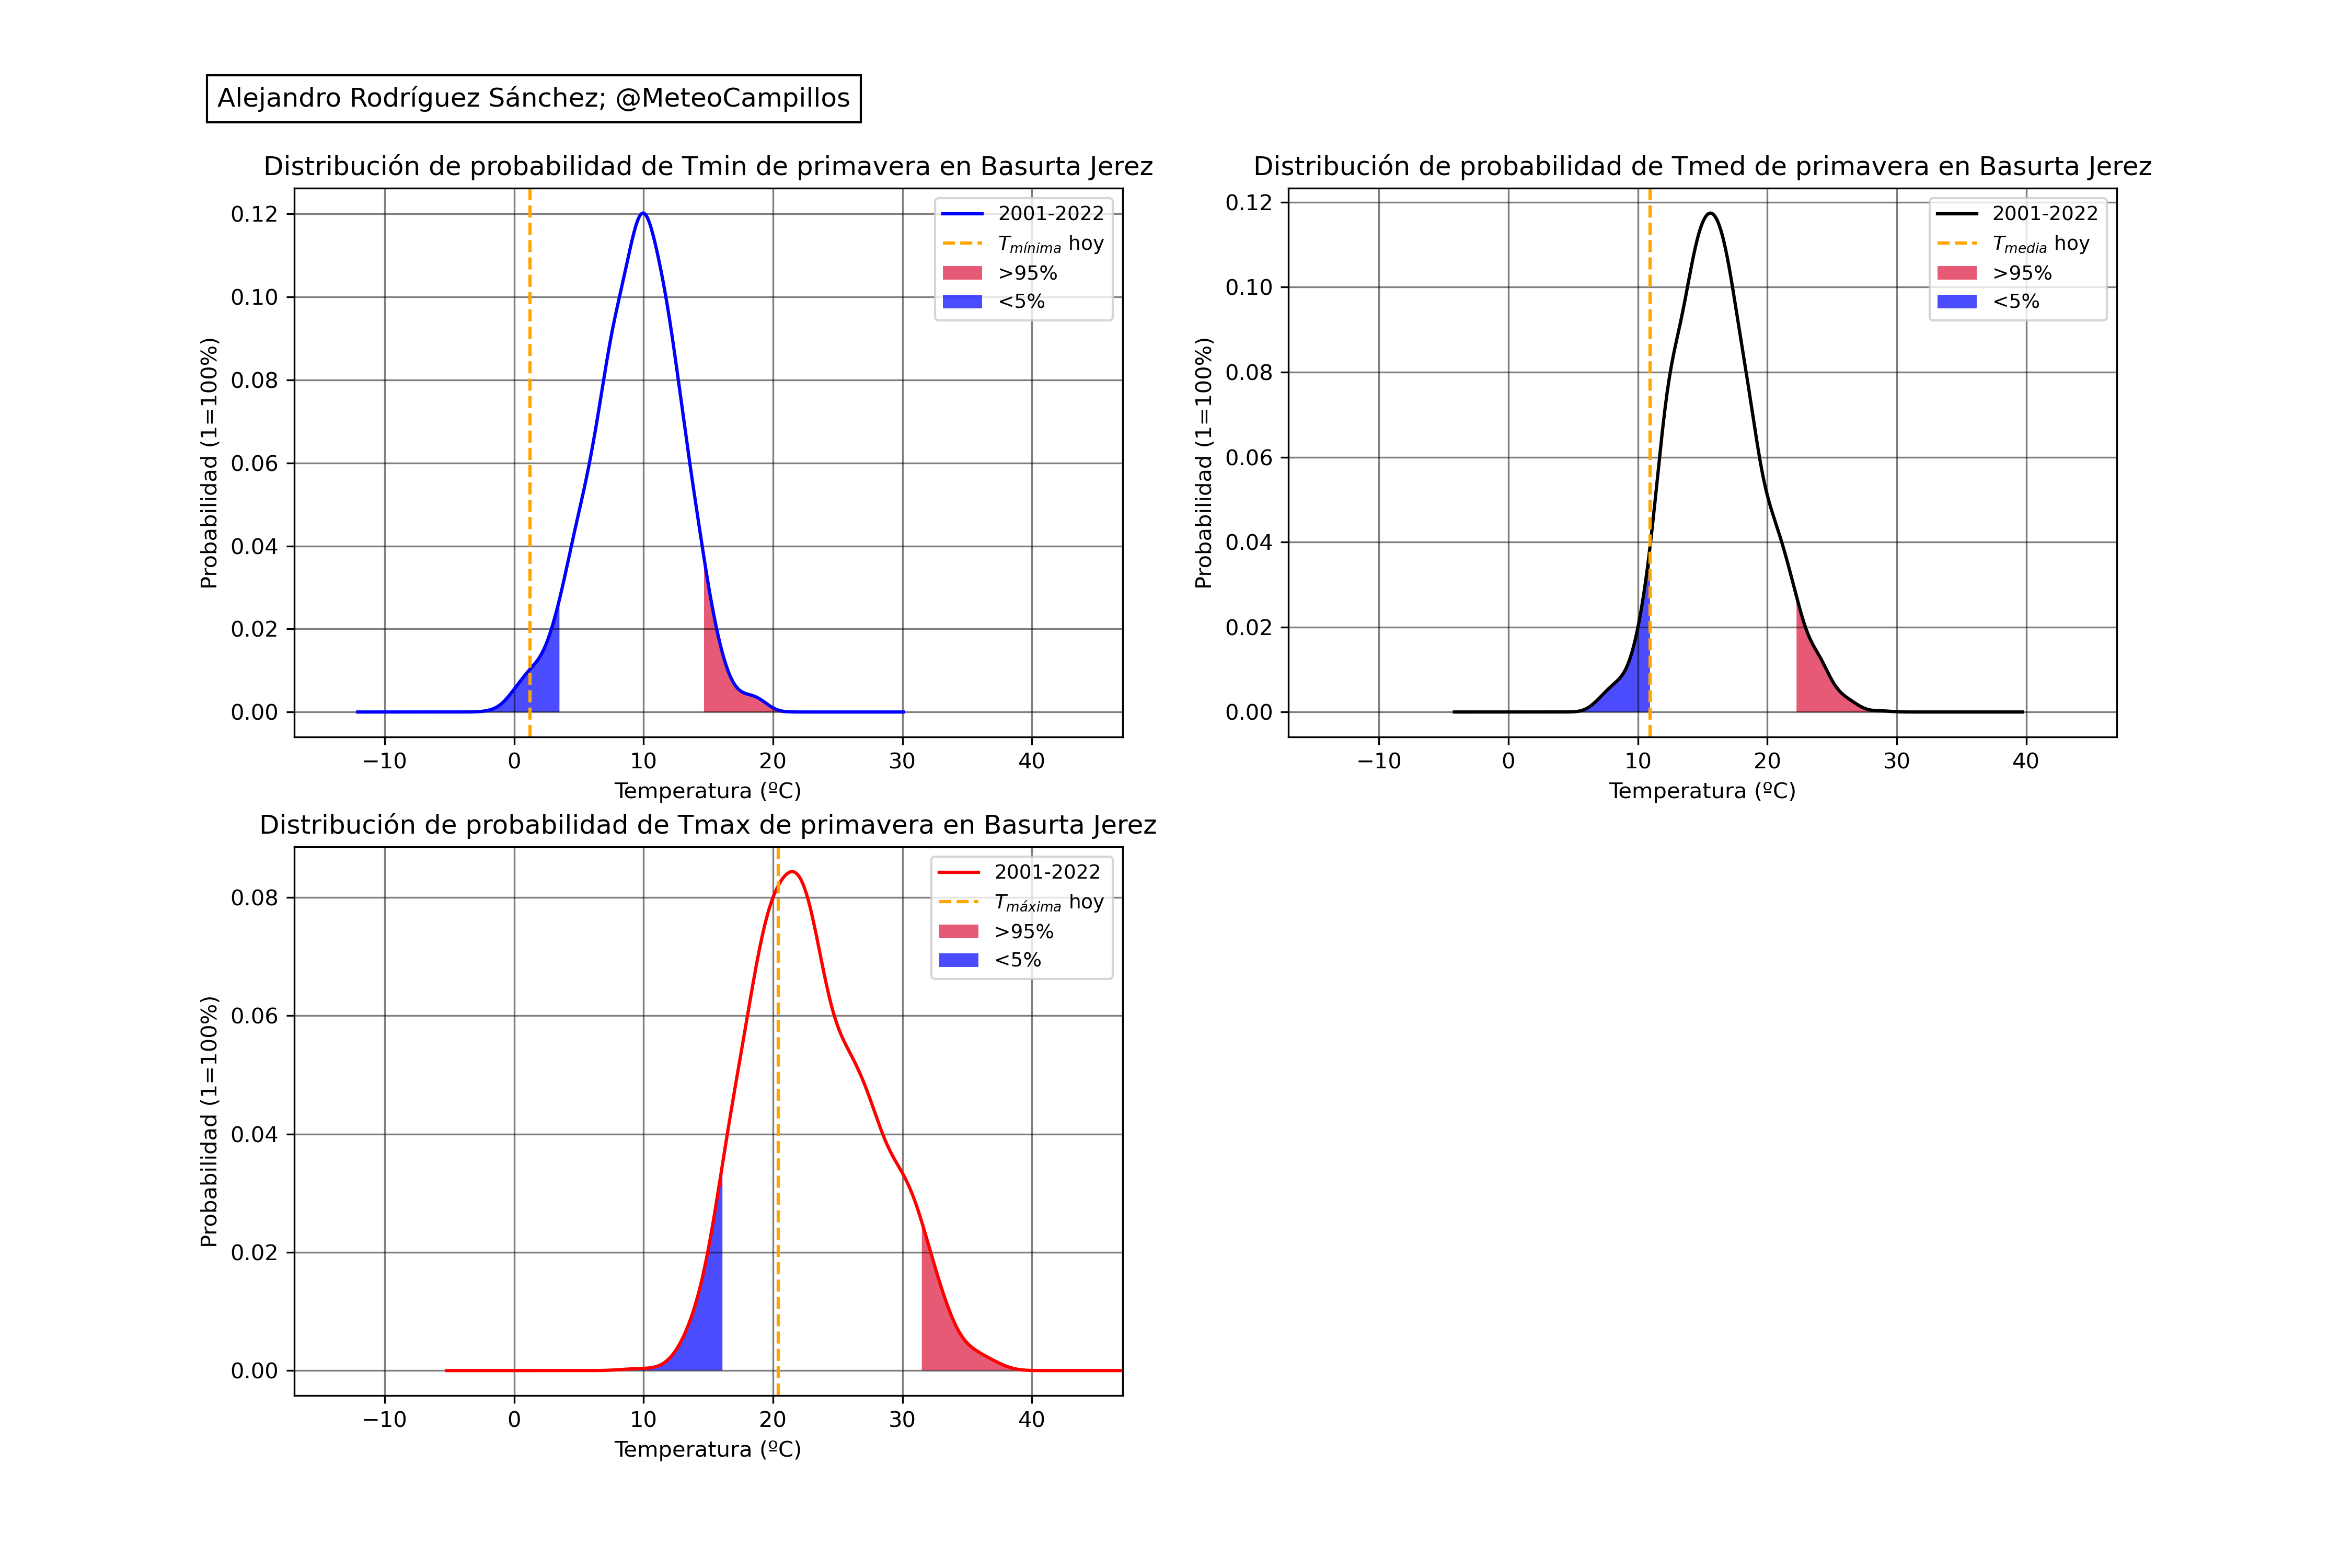 Alejandro Rodríguez Sánchez; @MeteoCampillos
Distribución de probabilidad de Tmin de primavera en Basurta Jerez
0.12
0.10
0.08
0.06
0.04
0.02
0.00
Probabilidad (1=100%)
−10 0 10 20 30 40
Temperatura (ºC)
2001-2022
Tmínima hoy
>95%
<5%
Distribución de probabilidad de Tmed de primavera en Basurta Jerez
0.12
0.10
0.08
0.06
0.04
0.02
0.00
Probabilidad (1=100%)
−10 0 10 20 30 40
Temperatura (ºC)
2001-2022
Tmedia hoy
>95%
<5%
Distribución de probabilidad de Tmax de primavera en Basurta Jerez
0.08
0.06
0.04
0.02
0.00
Probabilidad (1=100%)
−10 0 10 20 30 40
Temperatura (ºC)
2001-2022
Tmáxima hoy
>95%
<5%